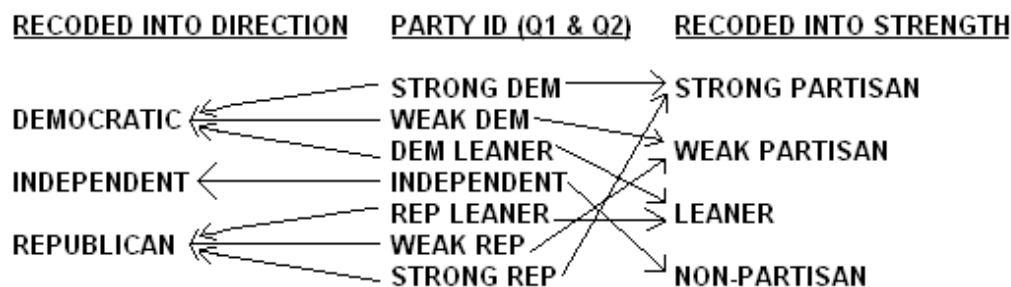 RECODED INTO DIRECTION PARTY ID (Q1 & Q2) RECODED INTO STRENGTH
STRONG DEM STRONG PARTISAN
DEMOCRATIC WEAK DEM
DEM LEANER WEAK PARTISAN
INDEPENDENT INDEPENDENT
REP LEANER LEANER
REPUBLICAN WEAK REP
STRONG REP NON-PARTISAN